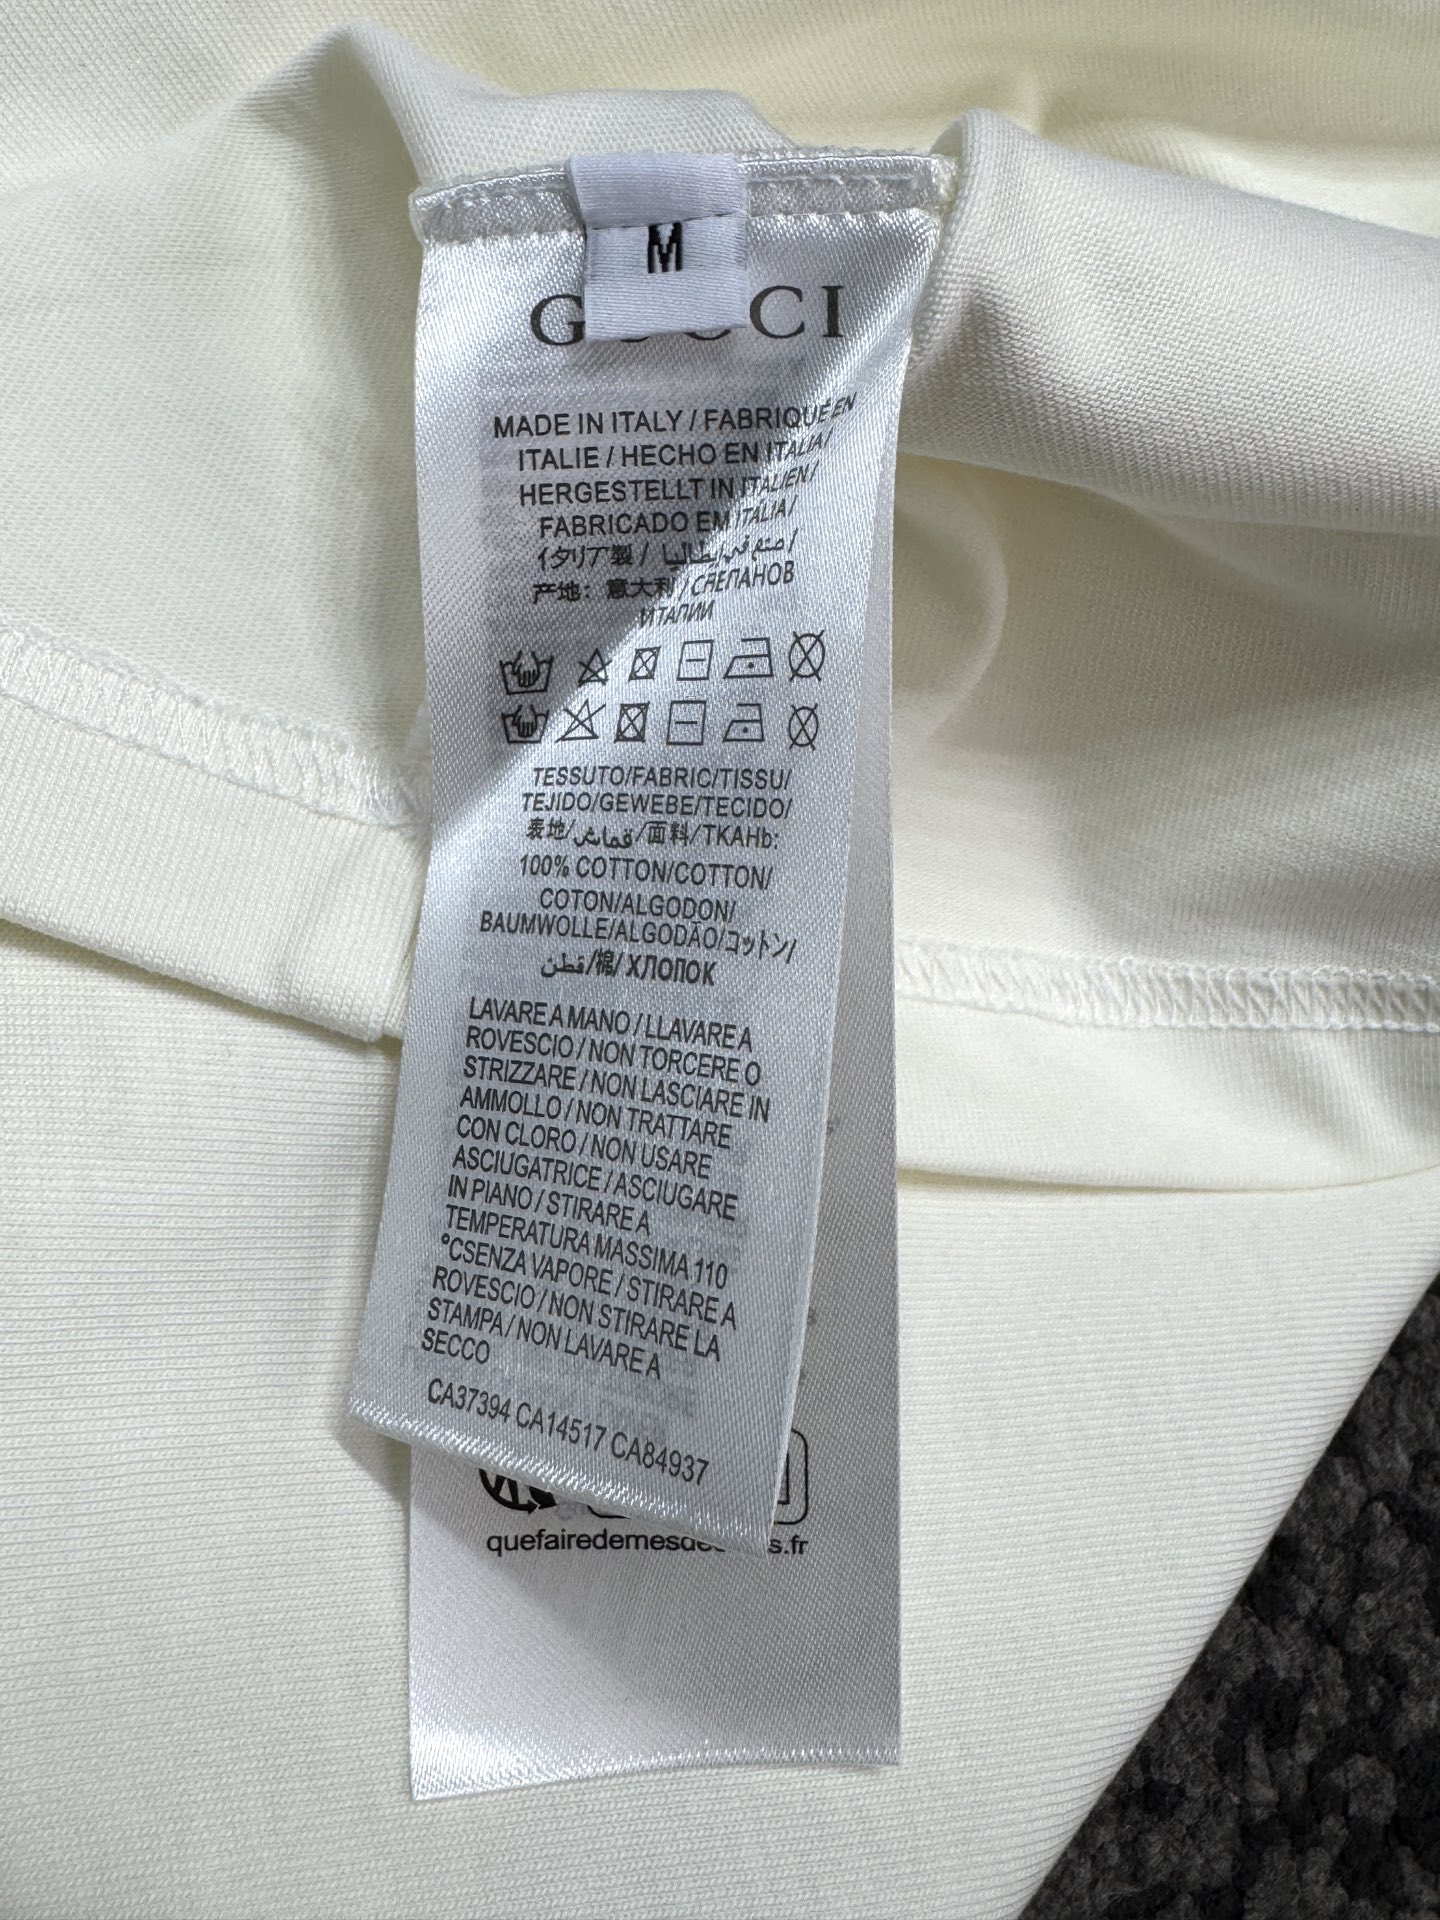 M
GUCCI
MADE IN ITALY / FABRIQUÉ EN
ITALIE / HECHO EN ITALIA/
HERGESTELLT IN ITALIEN/
FABRICADO EM ITALIA/
イタリア製 / صنع في إيطاليا /
产地: 意大利 / СЯЕПАНОВ
ИТАПИИ
TESSUTO/FABRIC/TISSU/
TEJIDO/GEWEBE/TECIDO/
表地/قماش/面料/TKAHb:
100% COTTON/COTTON/
COTON/ALGODON/
BAUMWOLLE/ALGODÃO/コットン/
قطن/棉/ХЛОПОК
LAVARE A MANO / LLAVARE A
ROVESCIO / NON TORCERE O
STRIZZARE / NON LASCIARE IN
AMMOLLO / NON TRATTARE
CON CLORO / NON USARE
ASCIUGATRICE / ASCIUGARE
IN PIANO / STIRARE A
TEMPERATURA MASSIMA 110
°CSENZA VAPORE / STIRARE A
ROVESCIO / NON STIRARE LA
STAMPA / NON LAVARE A
SECCO
CA37394 CA14517 CA84937